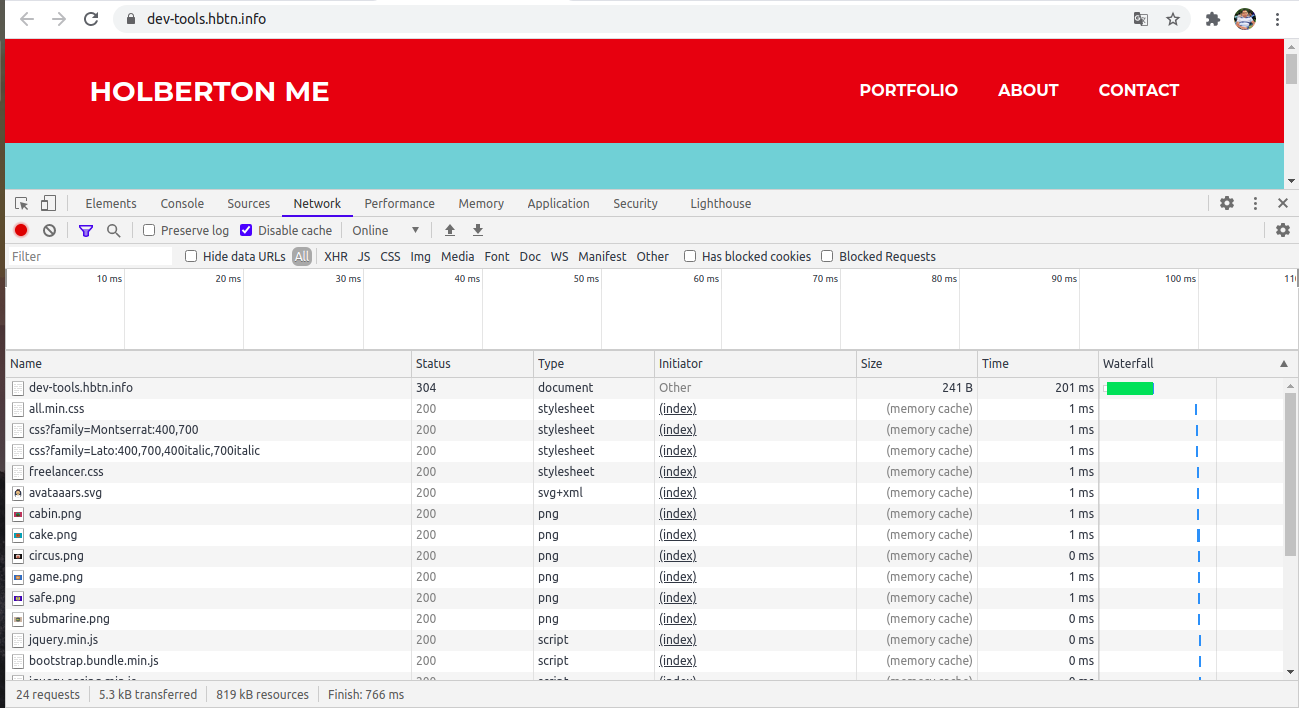 dev-tools.hbtn.info
HOLBERTON ME PORTFOLIO ABOUT CONTACT
Elements Console Sources Network Performance Memory Application Security Lighthouse
Preserve log Disable cache Online
Filter Hide data URLs All XHR JS CSS Img Media Font Doc WS Manifest Other Has blocked cookies Blocked Requests
10 ms 20 ms 30 ms 40 ms 50 ms 60 ms 70 ms 80 ms 90 ms 100 ms
Name Status Type Initiator Size Time Waterfall
dev-tools.hbtn.info 304 document Other 241 B 201 ms
all.min.css 200 stylesheet (index) (memory cache) 1 ms
css?family=Montserrat:400,700 200 stylesheet (index) (memory cache) 1 ms
css?family=Lato:400,700,400italic,700italic 200 stylesheet (index) (memory cache) 1 ms
freelancer.css 200 stylesheet (index) (memory cache) 1 ms
avataaars.svg 200 svg+xml (index) (memory cache) 1 ms
cabin.png 200 png (index) (memory cache) 1 ms
cake.png 200 png (index) (memory cache) 1 ms
circus.png 200 png (index) (memory cache) 0 ms
game.png 200 png (index) (memory cache) 1 ms
safe.png 200 png (index) (memory cache) 1 ms
submarine.png 200 png (index) (memory cache) 0 ms
jquery.min.js 200 script (index) (memory cache) 0 ms
bootstrap.bundle.min.js 200 script (index) (memory cache) 0 ms
24 requests 5.3 kB transferred 819 kB resources Finish: 766 ms